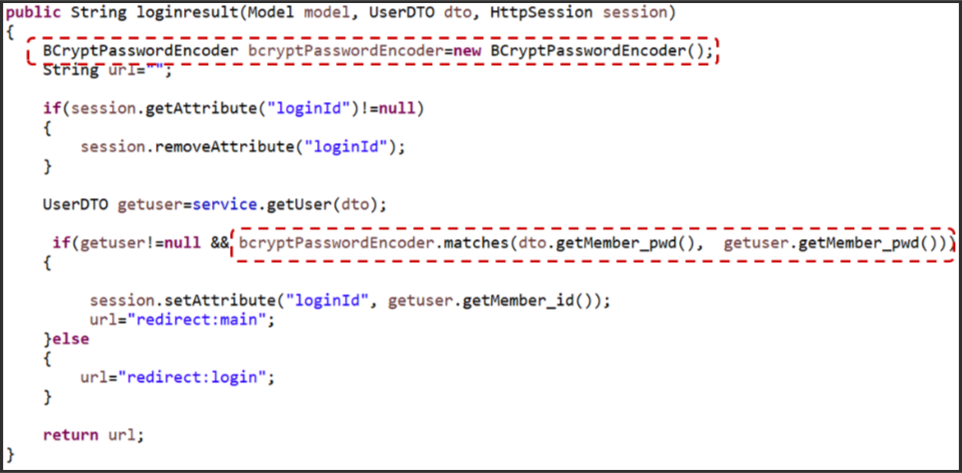 public String loginresult(Model model, UserDTO dto, HttpSession session)
{
BCryptPasswordEncoder bcryptPasswordEncoder=new BCryptPasswordEncoder();
String url="";
if(session.getAttribute("loginId")!=null)
{
session.removeAttribute("loginId");
}
UserDTO getuser=service.getUser(dto);
if(getuser!=null && bcryptPasswordEncoder.matches(dto.getMember_pwd(), getuser.getMember_pwd()))
{
session.setAttribute("loginId", getuser.getMember_id());
url="redirect:main";
}else
{
url="redirect:login";
}
return url;
}